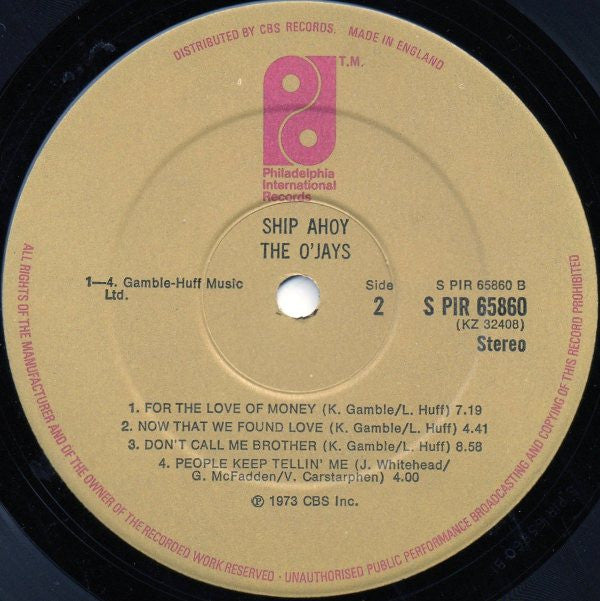 DISTRIBUTED BY CBS RECORDS. MADE IN ENGLAND
T.M.
Philadelphia
International
Records
SHIP AHOY
THE O'JAYS
1—4. Gamble-Huff Music
Ltd.
Side
2
S PIR 65860 B
S PIR 65860
(KZ 32408)
Stereo
1. FOR THE LOVE OF MONEY (K. Gamble/L. Huff) 7.19
2. NOW THAT WE FOUND LOVE (K. Gamble/L. Huff) 4.41
3. DON'T CALL ME BROTHER (K. Gamble/L. Huff) 8.58
4. PEOPLE KEEP TELLIN' ME (J. Whitehead/
G. McFadden/V. Carstarphen) 4.00
℗ 1973 CBS Inc.
ALL RIGHTS OF THE MANUFACTURER AND OF THE OWNER OF THE RECORDED WORK RESERVED · UNAUTHORISED PUBLIC PERFORMANCE BROADCASTING AND COPYING OF THIS RECORD PROHIBITED